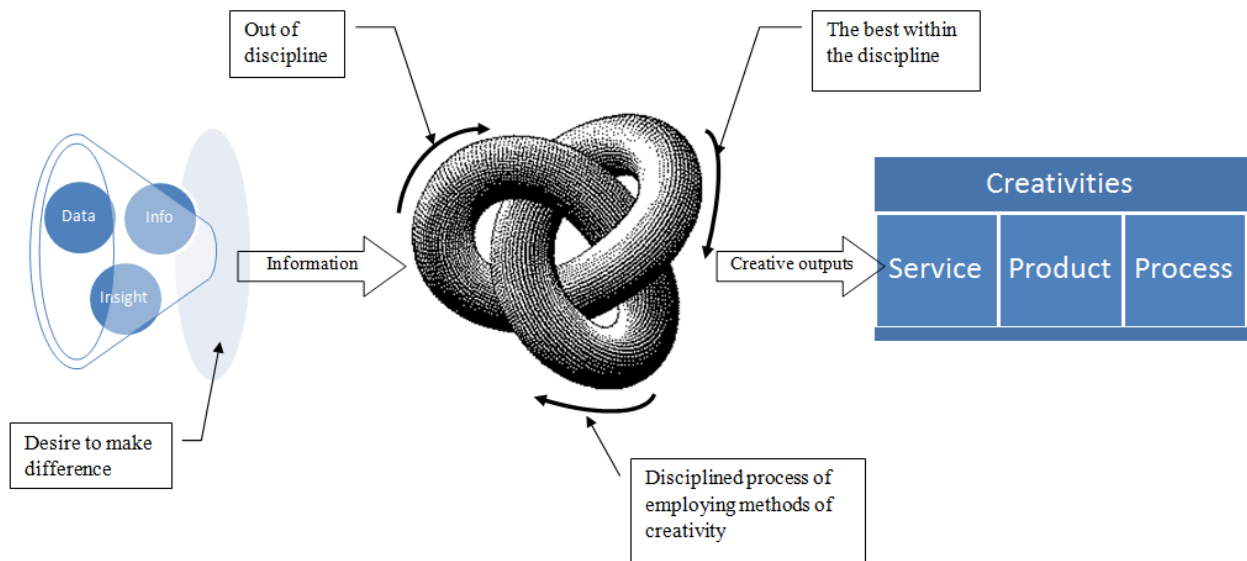 Out of
discipline
The best within
the discipline
Data
Info
Insight
Information
Creative outputs
Creativities
Service
Product
Process
Desire to make
difference
Disciplined process of
employing methods of
creativity